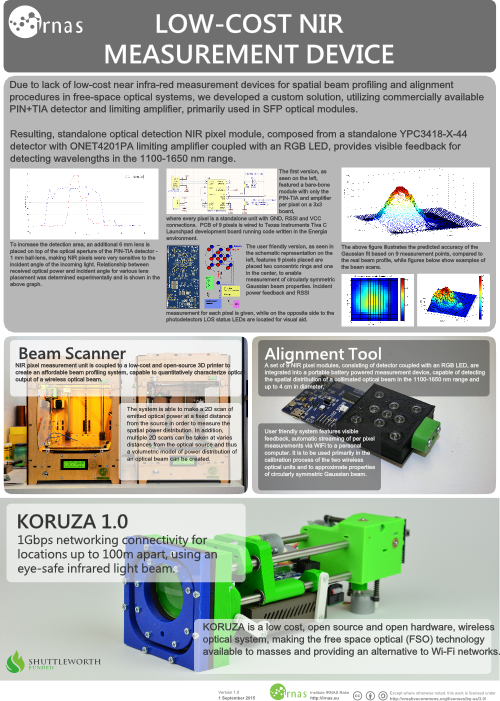 irnas
LOW-COST NIR
MEASUREMENT DEVICE
Due to lack of low-cost near infra-red measurement devices for spatial beam profiling and alignment
procedures in free-space optical systems, we developed a custom solution, utilizing commercially available
PIN+TIA detector and limiting amplifier, primarily used in SFP optical modules.
Resulting, standalone optical detection NIR pixel module, composed from a standalone YPC3418-X-44
detector with ONET4201PA limiting amplifier coupled with an RGB LED, provides visible feedback for
detecting wavelengths in the 1100-1650 nm range.
To increase the detection area, an additional 6 mm lens is
placed on top of the optical aperture of the PIN-TIA detector -
1 mm ball-lens, making NIR pixels very very sensitive to the
incident angle of the incoming light. Relationship between
received optical power and incident angle for various lens
placement was determined experimentally and is shown in the
above graph.
The first version, as
seen on the left,
featured a bare-bone
module with only the
PIN-TIA and amplifier
per pixel on a 3x3
board,
where every pixel is a standalone unit with GND, RSSI and VCC
connections. PCB of 9 pixels is wired to Texas Instruments Tiva C
Launchpad development board running code written in the Energia
environment.
The user friendly version, as seen in
the schematic representation on the
left, features 9 pixels placed are
placed two concentric rings and one
in the center, to enable
measurement of circularly symmetric
Gaussian beam properties. Incident
power feedback and RSSI
measurement for each pixel is given, while on the opposite side to the
photodetectors LOS status LEDs are located for visual aid.
The above figure illustrates the predicted accuracy of the
Gaussian fit based on 9 measurement points, compared to
the real beam profile, while figures below show examples of
the beam scans.
Beam Scanner
NIR pixel measurement unit is coupled to a low-cost and open-source 3D printer to
create an affordable beam profiling system, capable to quantitatively characterize optical
output of a wireless optical beam.
The system is able to make a 2D scan of
emitted optical power at a fixed distance
from the source in order to measure the
spatial power distribution. In addition,
multiple 2D scans can be taken at varies
distances from the optical source and thus
a volumetric model of power distribution of
an optical beam can be created.
Alignment Tool
A set of 9 NIR pixel modules, consisting of detector coupled with an RGB LED, are
integrated into a portable battery powered measurement device, capable of detecting
the spatial distribution of a collimated optical beam in the 1100-1650 nm range and
up to 4 cm in diameter.
User friendly system features visible
feedback, automatic streaming of per pixel
measurements via WiFi to a personal
computer. It is to be used primarily in the
calibration process of the two wireless
optical units and to approximate properties
of circularly symmetric Gaussian beam.
KORUZA 1.0
1Gbps networking connectivity for
locations up to 100m apart, using an
eye-safe infrared light beam.
KORUZA is a low cost, open source and open hardware, wireless
optical system, making the free space optical (FSO) technology
available to masses and providing an alternative to Wi-Fi networks.
SHUTTLEWORTH
FUNDED
Version 1.0
1 September 2015
irnas
Institute IRNAS Rače
http://irnas.eu
Except where otherwise noted, this work is licensed under